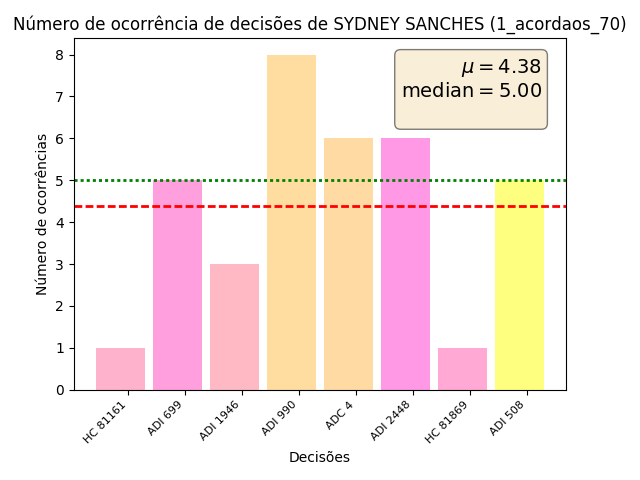 Número de ocorrência de decisões de SYDNEY SANCHES (1_acordaos_70)
μ = 4.38
median = 5.00
Número de ocorrências
8
7
6
5
4
3
2
1
0
HC 81161
ADI 699
ADI 1946
ADI 990
ADC 4
ADI 2448
HC 81869
ADI 508
Decisões